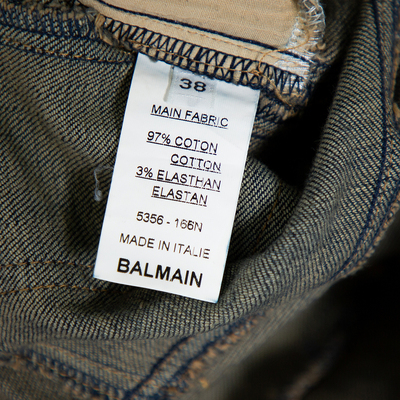 38
MAIN FABRIC
97% COTON
COTTON
3% ELASTHAN
ELASTAN
5356 - 166N
MADE IN ITALIE
BALMAIN